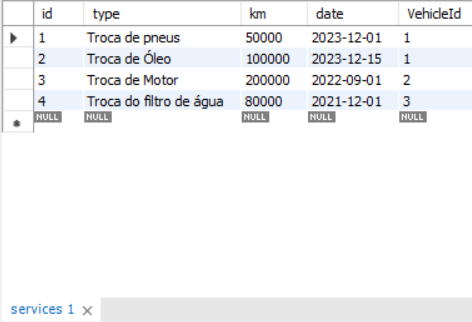 id type km date VehicleId
1 Troca de pneus 50000 2023-12-01 1
2 Troca de Óleo 100000 2023-12-15 1
3 Troca de Motor 200000 2022-09-01 2
4 Troca do filtro de água 80000 2021-12-01 3
NULL NULL NULL NULL NULL
services 1